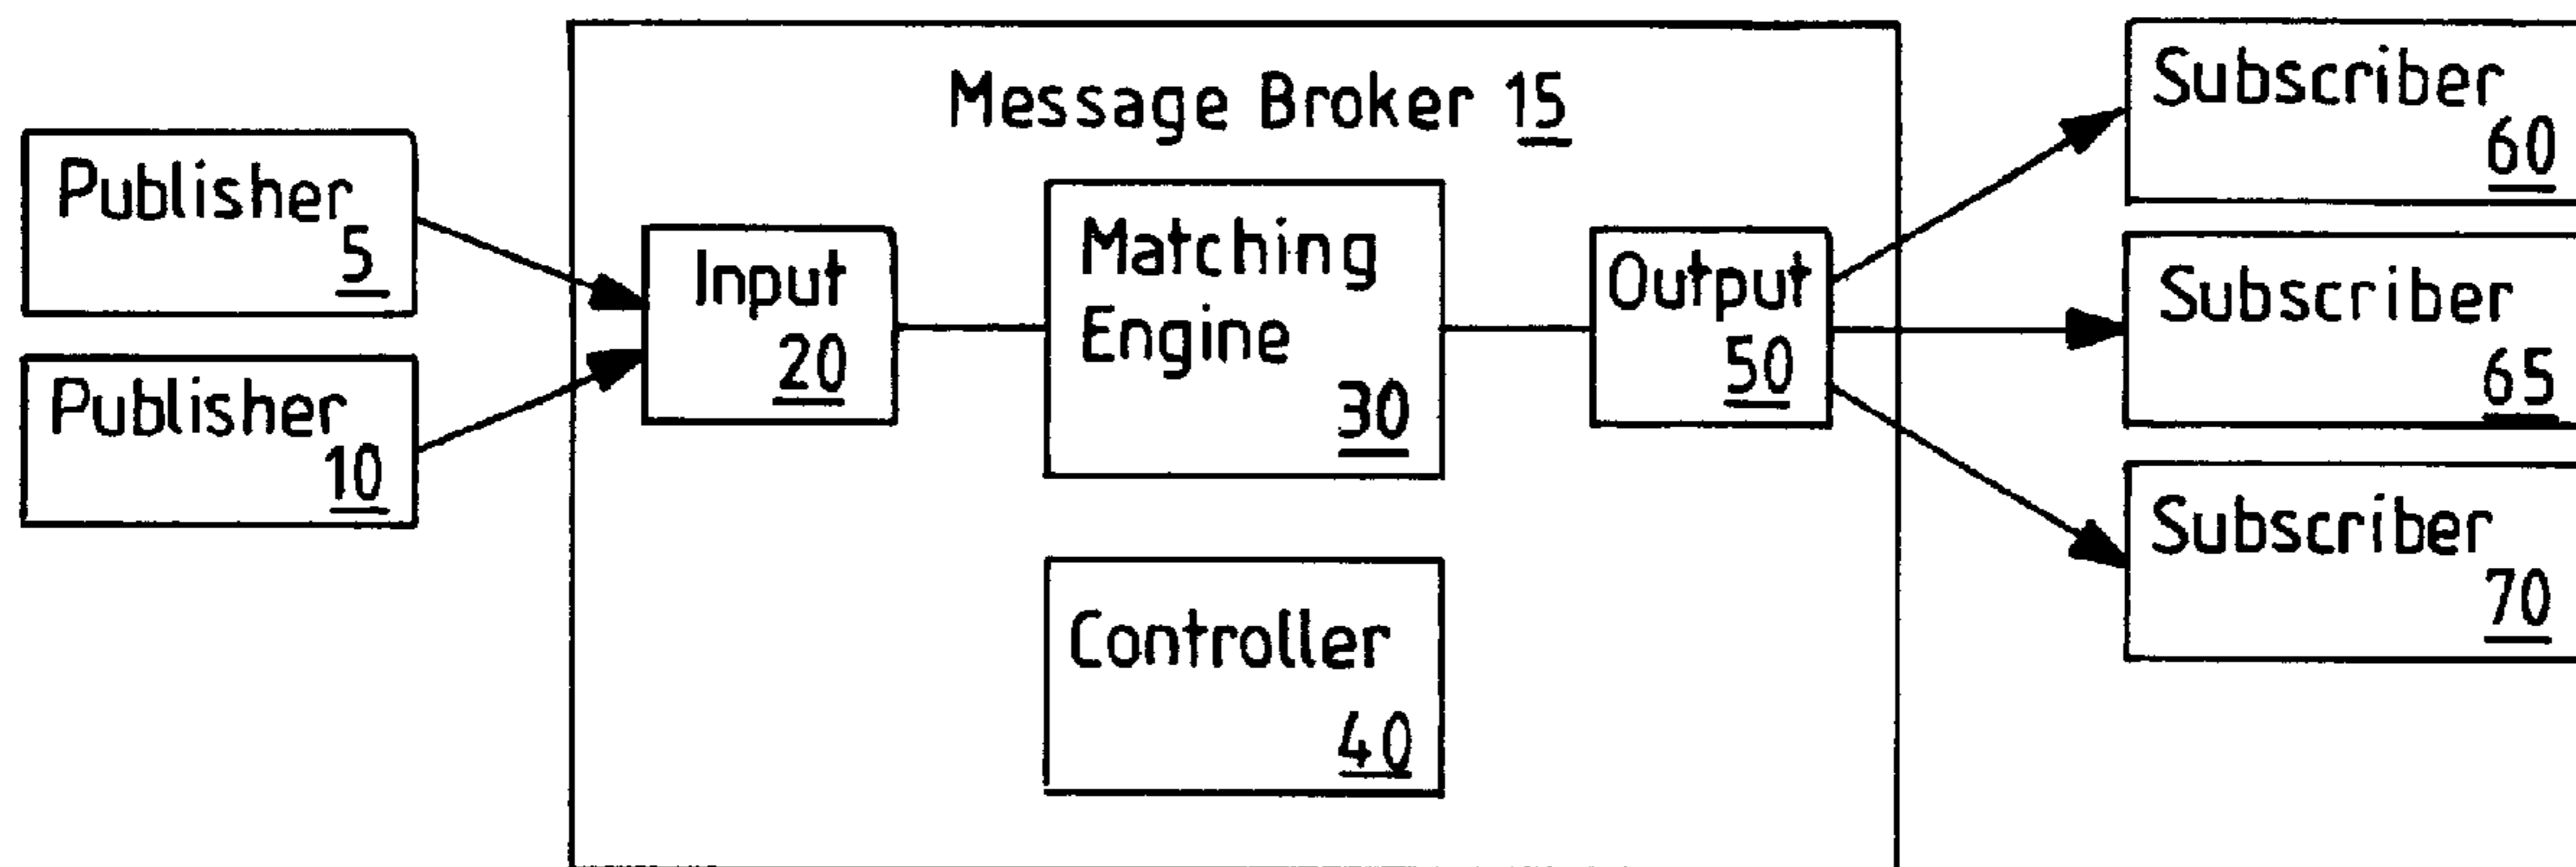 Message Broker 15
Publisher
5
Publisher
10
Input
20
Matching
Engine
30
Controller
40
Output
50
Subscriber
60
Subscriber
65
Subscriber
70